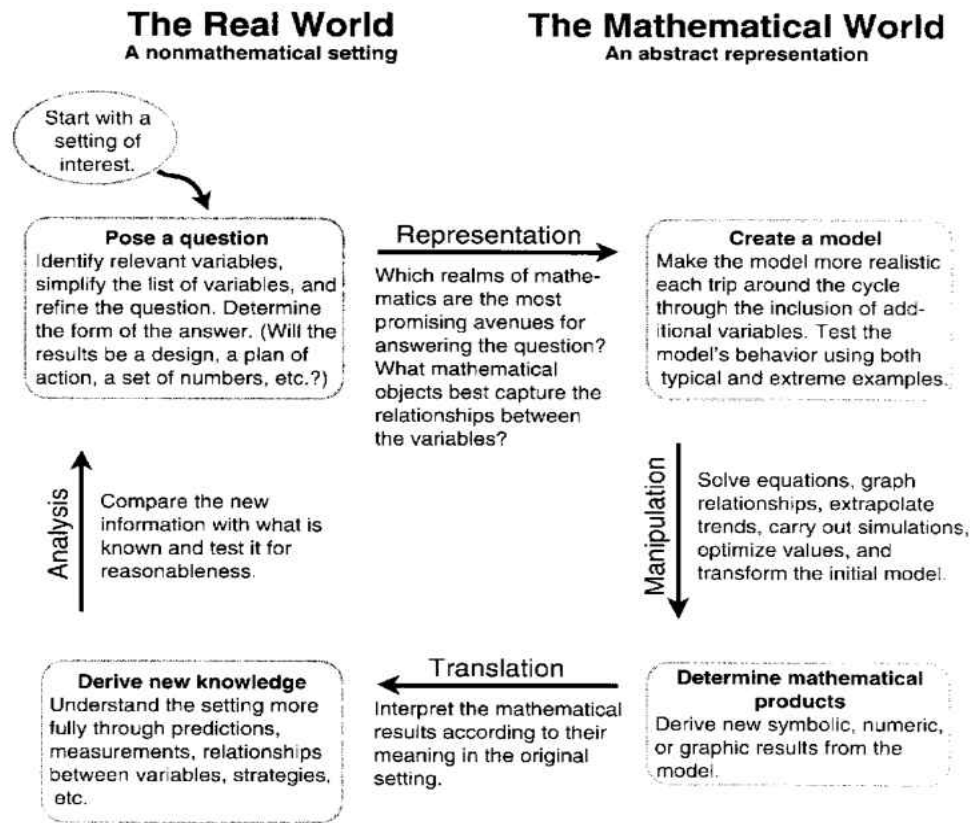 The Real World
A nonmathematical setting
The Mathematical World
An abstract representation
Start with a
setting of
interest.
Pose a question
Identify relevant variables,
simplify the list of variables, and
refine the question. Determine
the form of the answer. (Will the
results be a design, a plan of
action, a set of numbers, etc.?)
Representation
Which realms of mathe-
matics are the most
promising avenues for
answering the question?
What mathematical
objects best capture the
relationships between
the variables?
Create a model
Make the model more realistic
each trip around the cycle
through the inclusion of add-
itional variables. Test the
model's behavior using both
typical and extreme examples.
Manipulation
Solve equations, graph
relationships, extrapolate
trends, carry out simulations,
optimize values, and
transform the initial model.
Determine mathematical
products
Derive new symbolic, numeric,
or graphic results from the
model.
Translation
Interpret the mathematical
results according to their
meaning in the original
setting.
Derive new knowledge
Understand the setting more
fully through predictions,
measurements, relationships
between variables, strategies,
etc.
Analysis
Compare the new
information with what is
known and test it for
reasonableness.